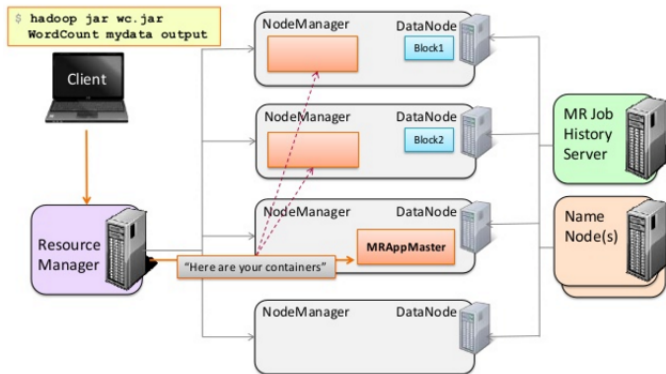 $ hadoop jar wc.jar
WordCount mydata output
Client
Resource
Manager
NodeManager
DataNode
Block1
NodeManager
DataNode
Block2
NodeManager
DataNode
MRAppMaster
"Here are your containers"
NodeManager
DataNode
MR Job
History
Server
Name
Node(s)